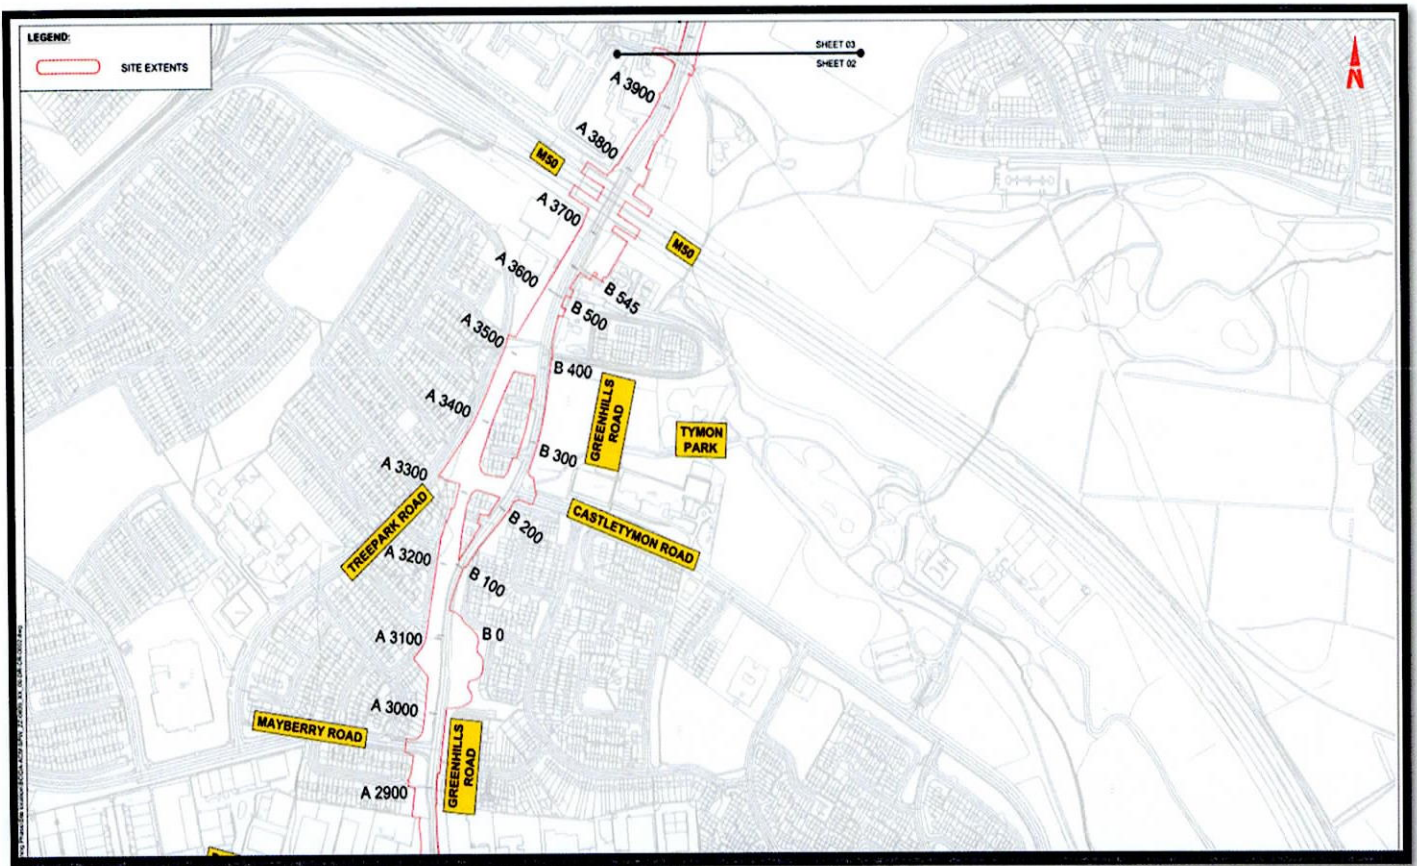 LEGEND:
SITE EXTENTS
SHEET 03
SHEET 02
N
A 3900
A 3800
M50
A 3700
M50
A 3600
B 545
B 500
A 3500
B 400
GREENHILLS
ROAD
A 3400
TYMON
PARK
B 300
A 3300
TREEPARK ROAD
B 200
CASTLETYMON ROAD
A 3200
B 100
A 3100
B 0
A 3000
MAYBERRY ROAD
GREENHILLS
ROAD
A 2900